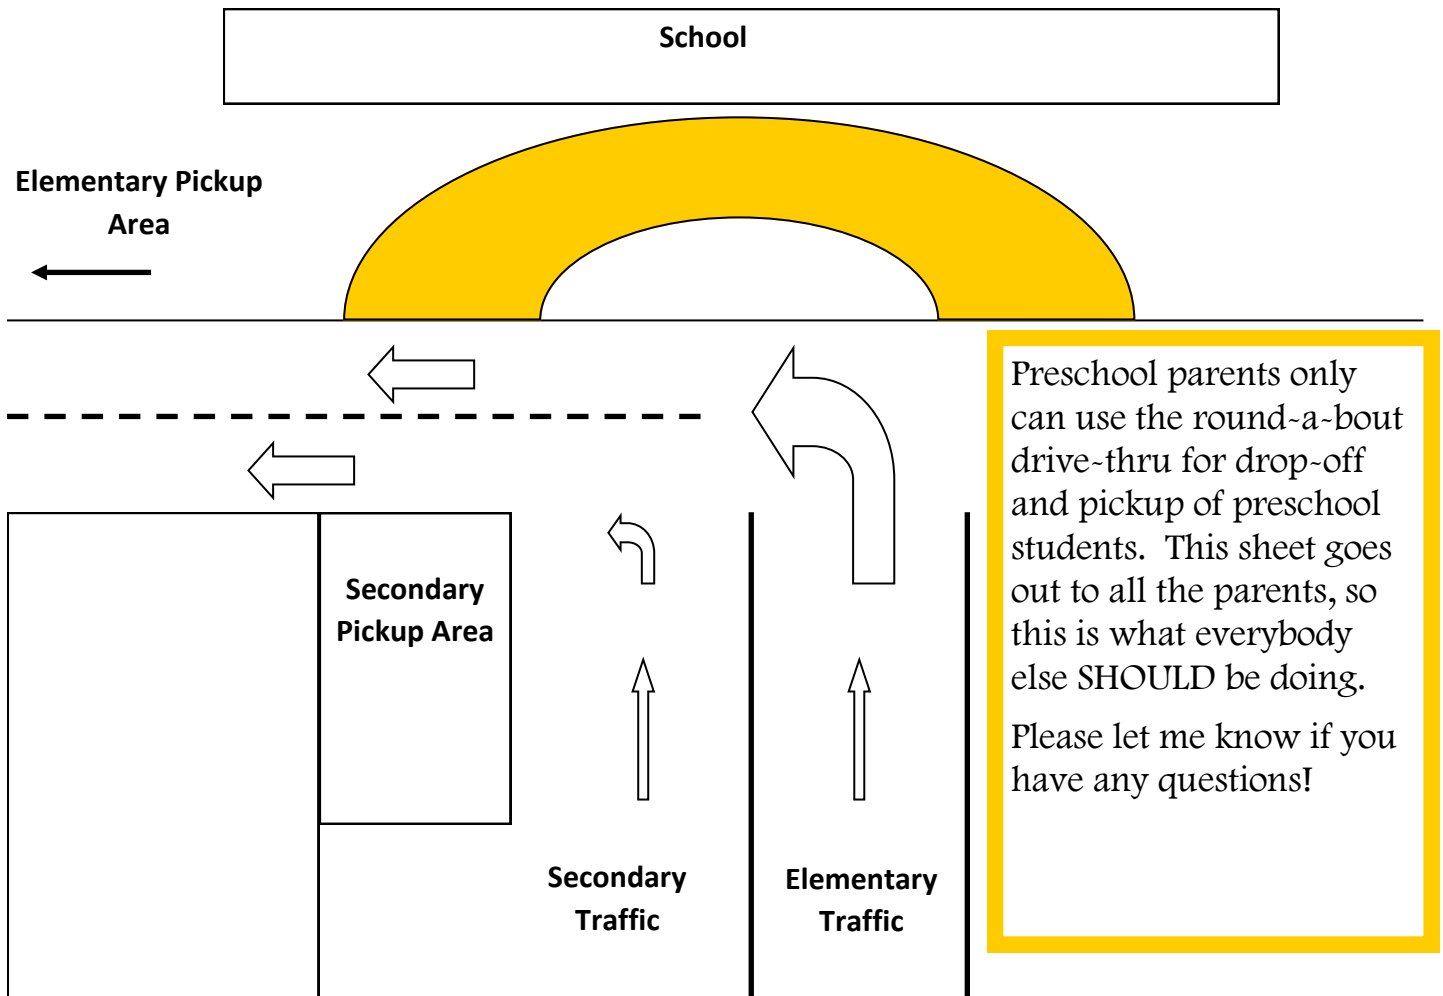 School
Elementary Pickup
Area
Preschool parents only
can use the round-a-bout
drive-thru for drop-off
and pickup of preschool
students.  This sheet goes
out to all the parents, so
this is what everybody
else SHOULD be doing.
Please let me know if you
have any questions!
Secondary
Pickup Area
Secondary
Traffic
Elementary
Traffic